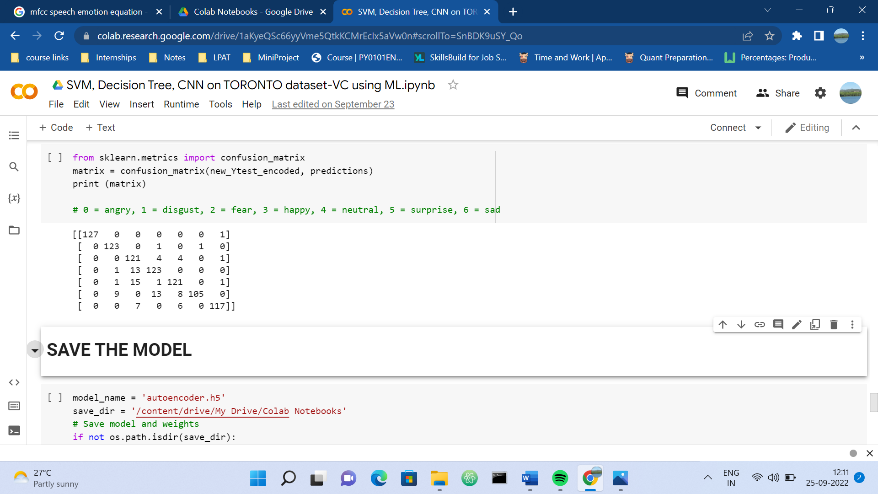 mfcc speech emotion equation
Colab Notebooks - Google Drive
SVM, Decision Tree, CNN on TOR
colab.research.google.com/drive/1aKyeQSc66yyVme5QtkKCMrEclx5aVw0n#scrollTo=SnBDK9uSY_Qo
course links
Internships
Notes
LPAT
MiniProject
Course | PY0101EN...
YL SkillsBuild for Job S...
Time and Work | Ap...
Quant Preparation...
Percentages: Produ...
»
SVM, Decision Tree, CNN on TORONTO dataset-VC using ML.ipynb
Comment
Share
File Edit View Insert Runtime Tools Help Last edited on September 23
+ Code + Text
Connect
Editing
[ ] from sklearn.metrics import confusion_matrix
matrix = confusion_matrix(new_Ytest_encoded, predictions)
print (matrix)
# 0 = angry, 1 = disgust, 2 = fear, 3 = happy, 4 = neutral, 5 = surprise, 6 = sad
[[127 0 0 0 0 0 1]
[ 0 123 0 1 0 1 0]
[ 0 0 121 4 4 0 1]
[ 0 1 13 123 0 0 0]
[ 0 1 15 1 121 0 1]
[ 0 9 0 13 8 105 0]
[ 0 0 7 0 6 0 117]]
SAVE THE MODEL
[ ] model_name = 'autoencoder.h5'
save_dir = '/content/drive/My Drive/Colab Notebooks'
# Save model and weights
if not os.path.isdir(save_dir):
27°C
Partly sunny
ENG
IN
12:11
25-09-2022
2